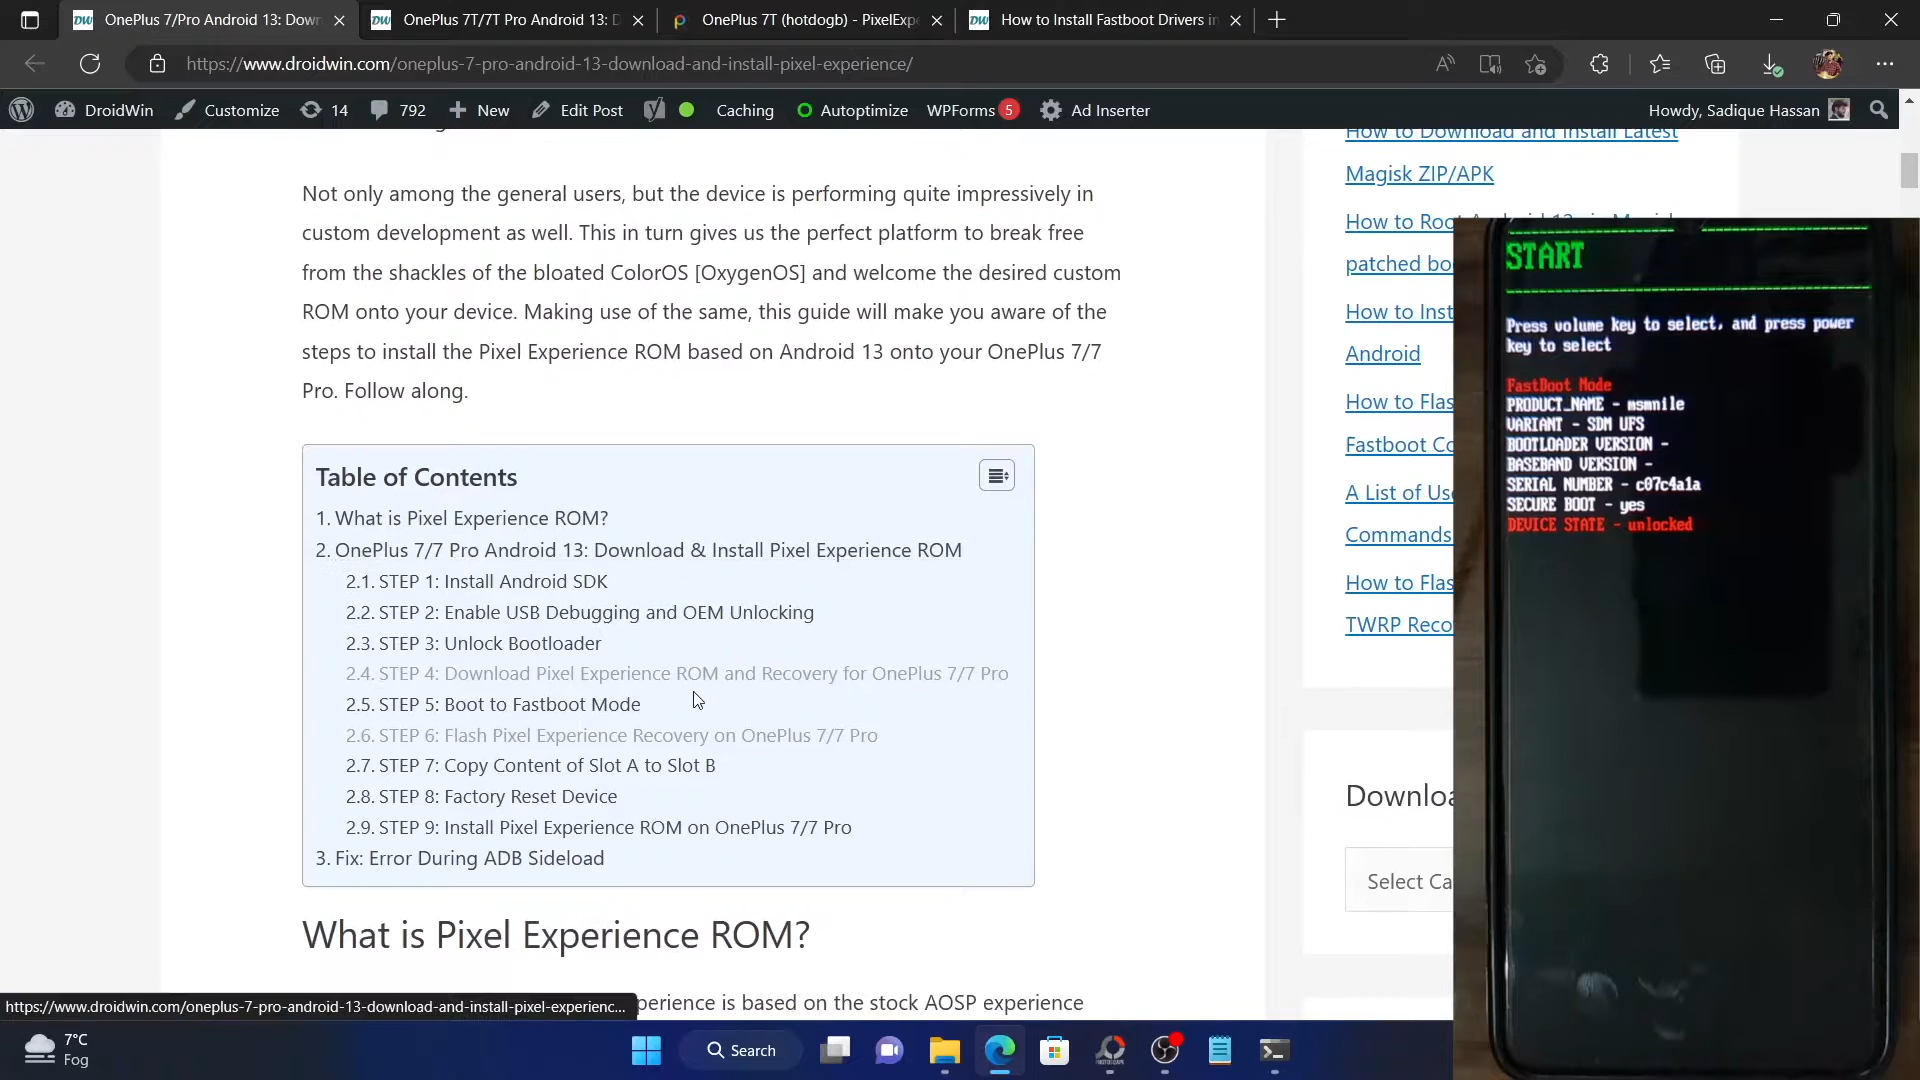 OnePlus 7/Pro Android 13: Down
OnePlus 7T/7T Pro Android 13: D
OnePlus 7T (hotdogb) - PixelExpe
How to Install Fastboot Drivers in
https://www.droidwin.com/oneplus-7-pro-android-13-download-and-install-pixel-experience/
DroidWin
Customize
14
792
New
Edit Post
Caching
Autoptimize
WPForms 5
Ad Inserter
Howdy, Sadique Hassan
Not only among the general users, but the device is performing quite impressively in
custom development as well. This in turn gives us the perfect platform to break free
from the shackles of the bloated ColorOS [OxygenOS] and welcome the desired custom
ROM onto your device. Making use of the same, this guide will make you aware of the
steps to install the Pixel Experience ROM based on Android 13 onto your OnePlus 7/7
Pro. Follow along.
Table of Contents
1. What is Pixel Experience ROM?
2. OnePlus 7/7 Pro Android 13: Download & Install Pixel Experience ROM
2.1. STEP 1: Install Android SDK
2.2. STEP 2: Enable USB Debugging and OEM Unlocking
2.3. STEP 3: Unlock Bootloader
2.4. STEP 4: Download Pixel Experience ROM and Recovery for OnePlus 7/7 Pro
2.5. STEP 5: Boot to Fastboot Mode
2.6. STEP 6: Flash Pixel Experience Recovery on OnePlus 7/7 Pro
2.7. STEP 7: Copy Content of Slot A to Slot B
2.8. STEP 8: Factory Reset Device
2.9. STEP 9: Install Pixel Experience ROM on OnePlus 7/7 Pro
3. Fix: Error During ADB Sideload
What is Pixel Experience ROM?
perience is based on the stock AOSP experience
https://www.droidwin.com/oneplus-7-pro-android-13-download-and-install-pixel-experienc...
How to Download and Install Latest
Magisk ZIP/APK
How to Root Android 13 via Magisk
patched bo
How to Inst
Android
How to Flas
Fastboot Co
A List of Use
Commands
How to Flas
TWRP Reco
Downloa
Select Ca
START
Press volume key to select, and press power
key to select
FastBoot Mode
PRODUCT_NAME - msmnile
VARIANT - SDM UFS
BOOTLOADER VERSION -
BASEBAND VERSION -
SERIAL NUMBER - c07c4a1a
SECURE BOOT - yes
DEVICE STATE - unlocked
7°C
Fog
Search